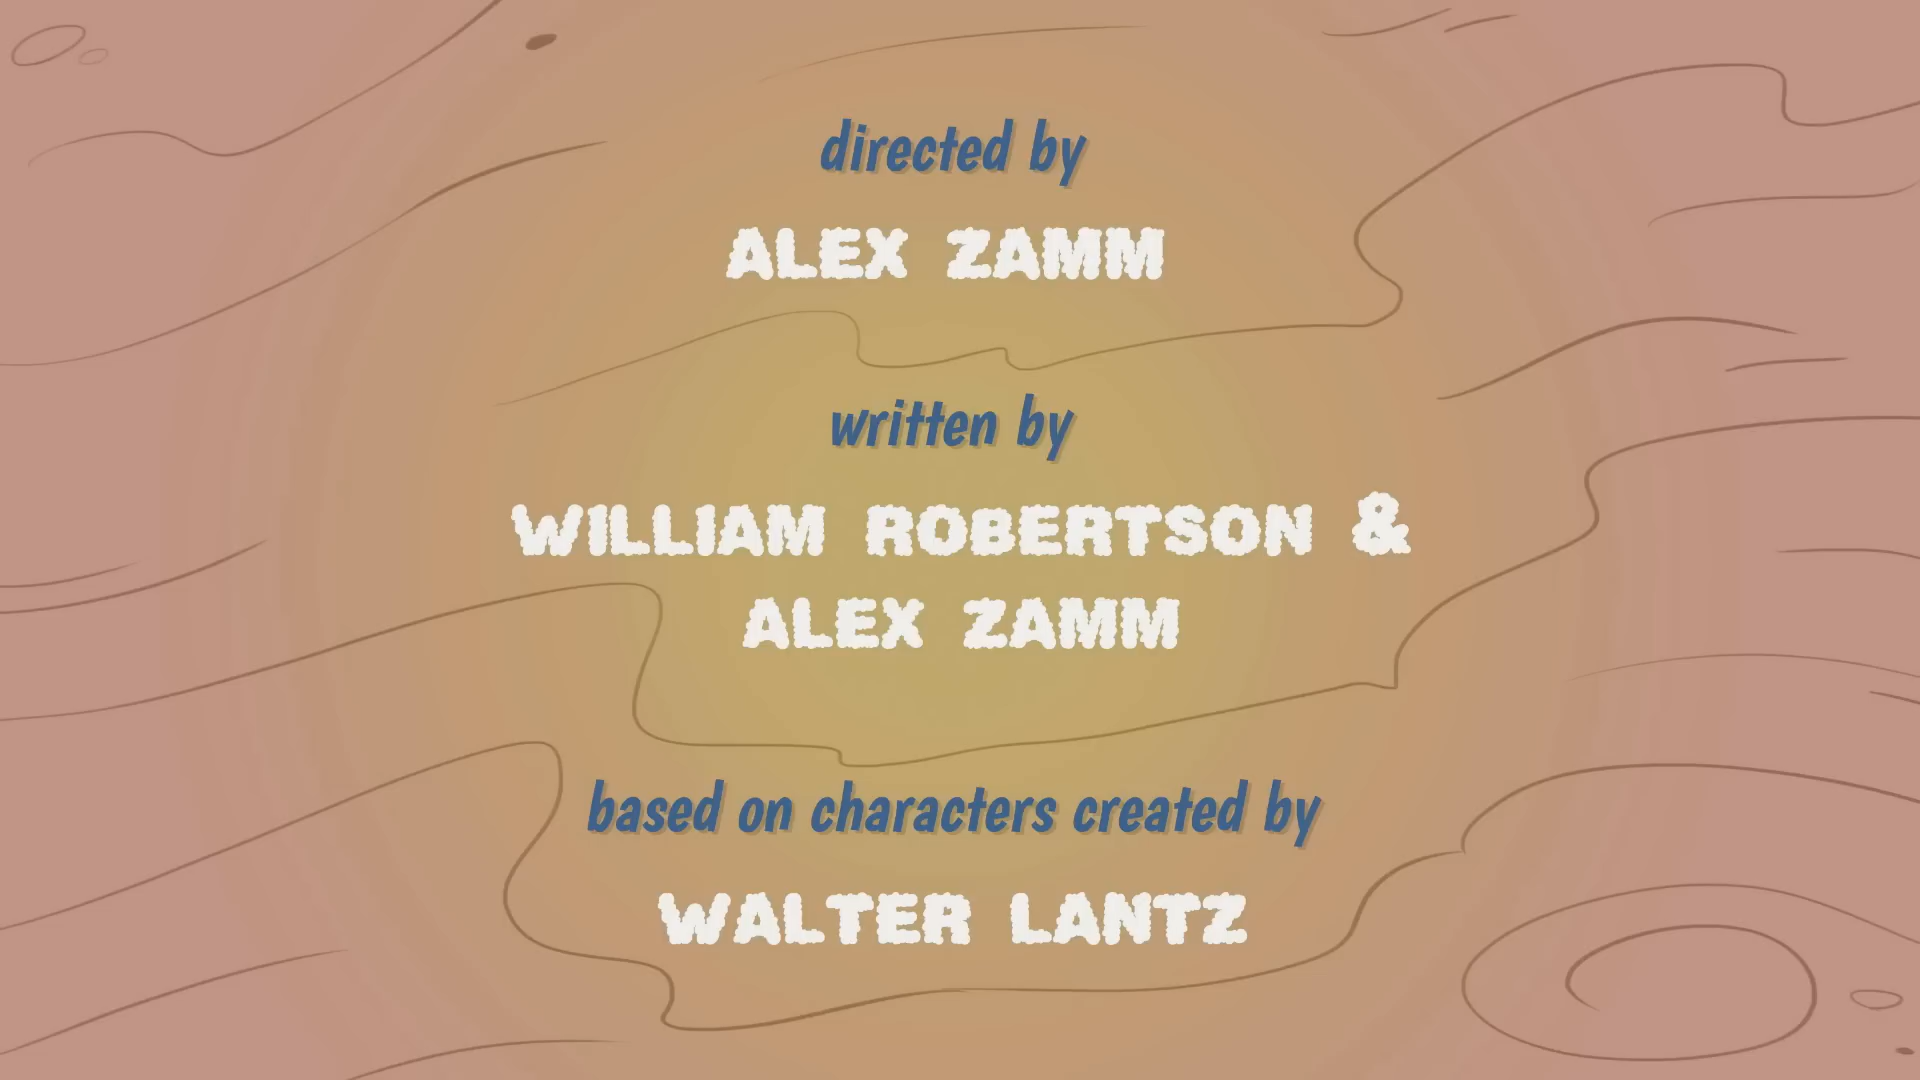 directed by
ALEX ZAMM
written by
WILLIAM ROBERTSON &
ALEX ZAMM
based on characters created by
WALTER LANTZ